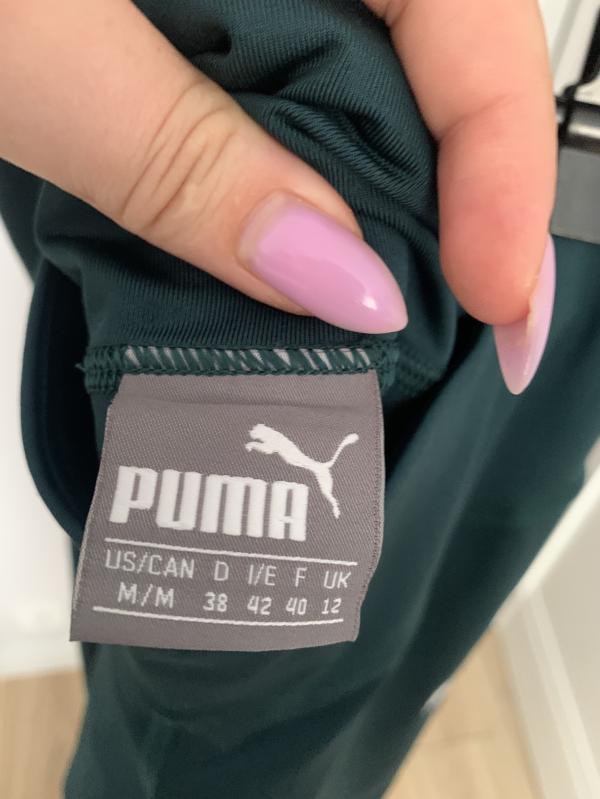 PUMA
US/CAN D I/E F UK
M/M 38 42 40 12